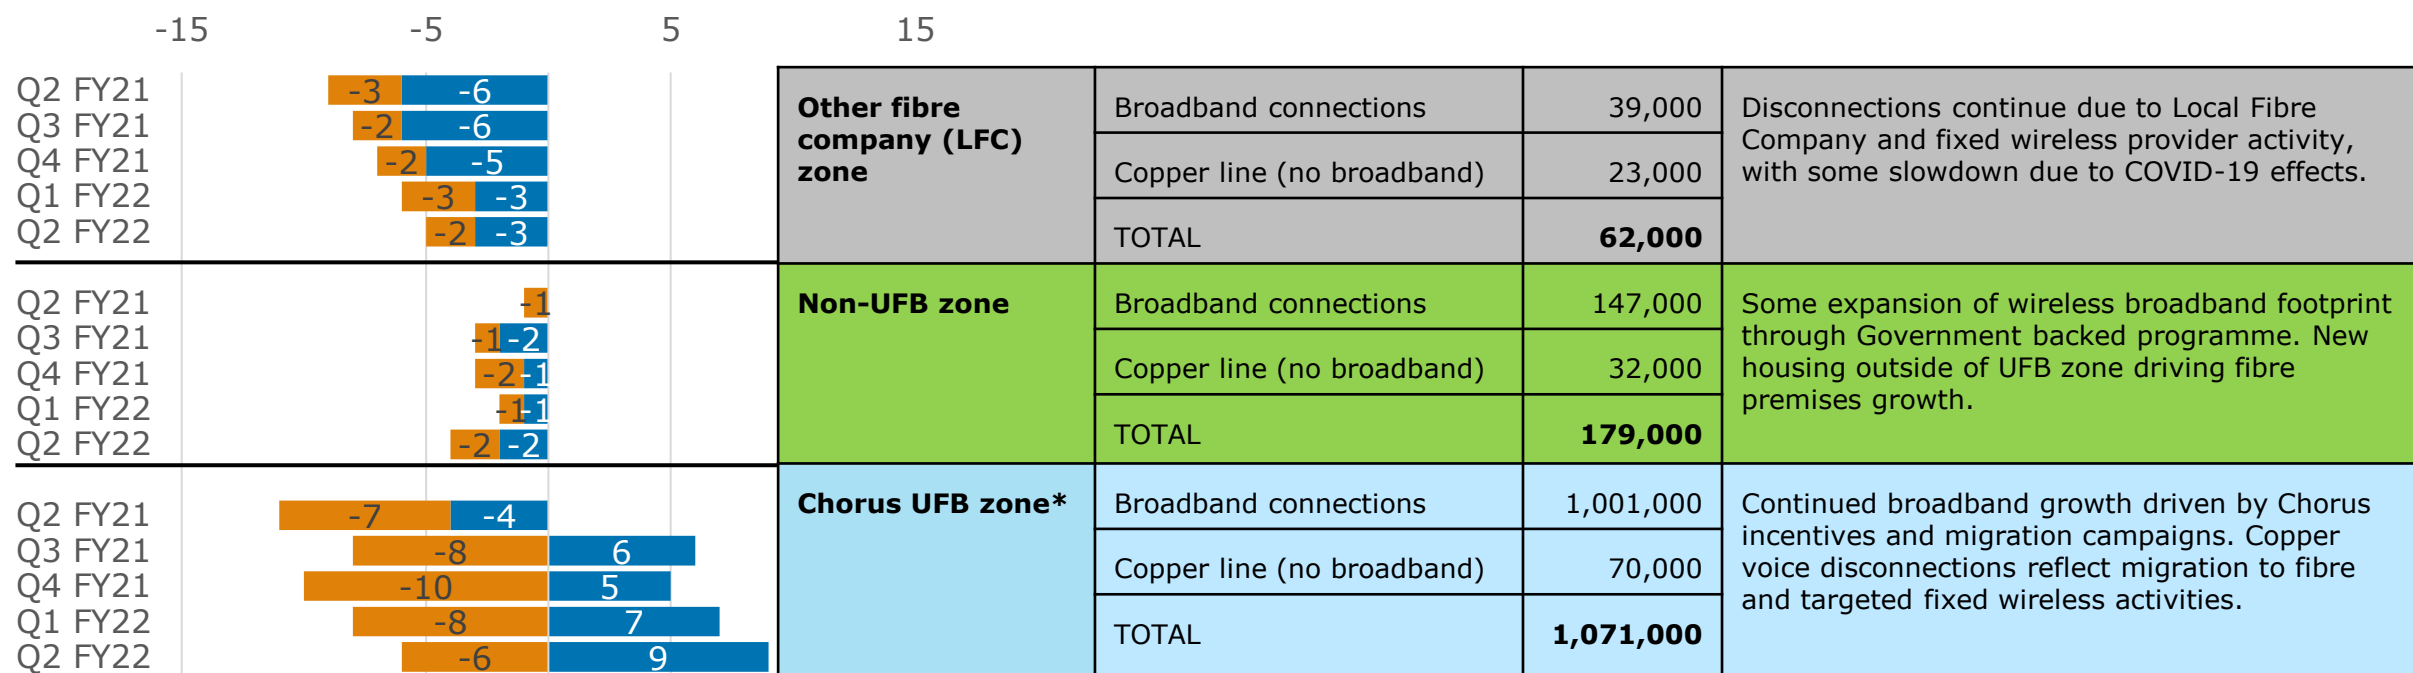 -15 -5 5 15
Q2 FY21 -3 -6
Q3 FY21 -2 -6
Q4 FY21 -2 -5
Q1 FY22 -3 -3
Q2 FY22 -2 -3
Other fibre
company (LFC)
zone
Broadband connections 39,000
Copper line (no broadband) 23,000
TOTAL 62,000
Disconnections continue due to Local Fibre
Company and fixed wireless provider activity,
with some slowdown due to COVID-19 effects.
Q2 FY21 -1
Q3 FY21 -1 -2
Q4 FY21 -2 -1
Q1 FY22 -1 -1
Q2 FY22 -2 -2
Non-UFB zone
Broadband connections 147,000
Copper line (no broadband) 32,000
TOTAL 179,000
Some expansion of wireless broadband footprint
through Government backed programme. New
housing outside of UFB zone driving fibre
premises growth.
Q2 FY21 -7 -4
Q3 FY21 -8 6
Q4 FY21 -10 5
Q1 FY22 -8 7
Q2 FY22 -6 9
Chorus UFB zone*
Broadband connections 1,001,000
Copper line (no broadband) 70,000
TOTAL 1,071,000
Continued broadband growth driven by Chorus
incentives and migration campaigns. Copper
voice disconnections reflect migration to fibre
and targeted fixed wireless activities.